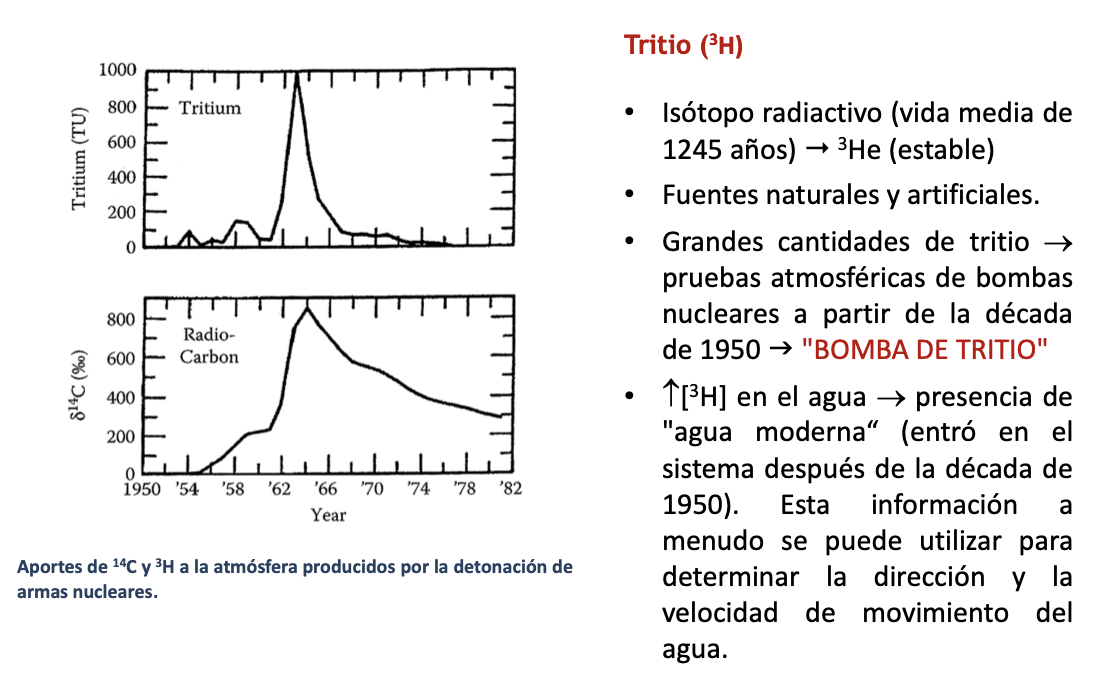 1000
800
600
400
200
0
Tritium (TU)
Tritium
800
600
400
200
0
δ¹⁴C (‰)
Radio-
Carbon
1950 '54 '58 '62 '66 '70 '74 '78 '82
Year
Aportes de ¹⁴C y ³H a la atmósfera producidos por la detonación de
armas nucleares.
Tritio (³H)
• Isótopo radiactivo (vida media de
1245 años) → ³He (estable)
• Fuentes naturales y artificiales.
• Grandes cantidades de tritio →
pruebas atmosféricas de bombas
nucleares a partir de la década
de 1950 → "BOMBA DE TRITIO"
• ↑[³H] en el agua → presencia de
"agua moderna“ (entró en el
sistema después de la década de
1950). Esta información a
menudo se puede utilizar para
determinar la dirección y la
velocidad de movimiento del
agua.